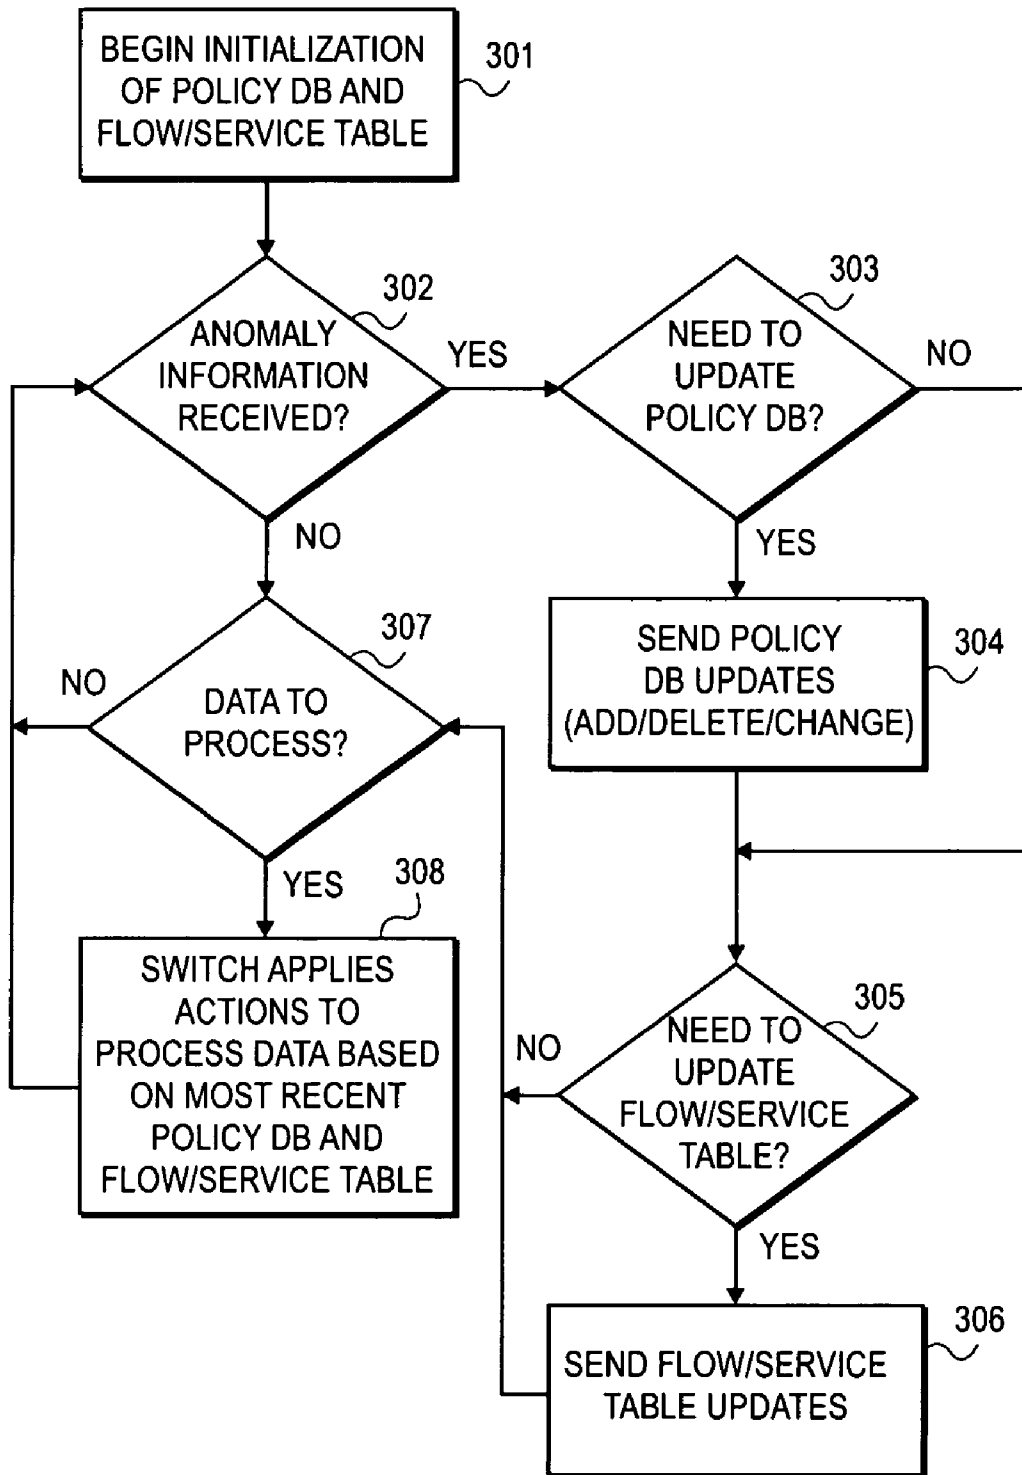 BEGIN INITIALIZATION
OF POLICY DB AND
FLOW/SERVICE TABLE
301
302
ANOMALY
INFORMATION
RECEIVED?
YES
NO
303
NEED TO
UPDATE
POLICY DB?
NO
YES
304
SEND POLICY
DB UPDATES
(ADD/DELETE/CHANGE)
307
NO
DATA TO
PROCESS?
YES
308
SWITCH APPLIES
ACTIONS TO
PROCESS DATA BASED
ON MOST RECENT
POLICY DB AND
FLOW/SERVICE TABLE
305
NO
NEED TO
UPDATE
FLOW/SERVICE
TABLE?
YES
306
SEND FLOW/SERVICE
TABLE UPDATES